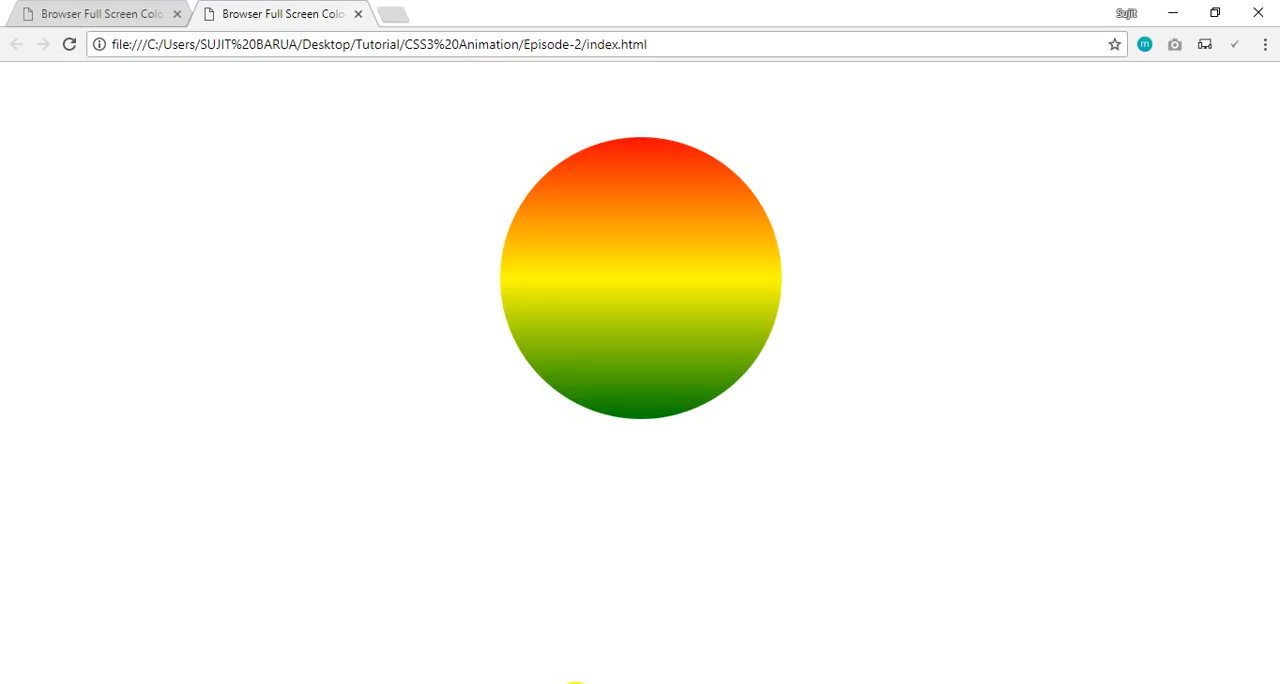 Browser Full Screen Colo
Browser Full Screen Colo
Sujit
file:///C:/Users/SUJIT%20BARUA/Desktop/Tutorial/CSS3%20Animation/Episode-2/index.html
m